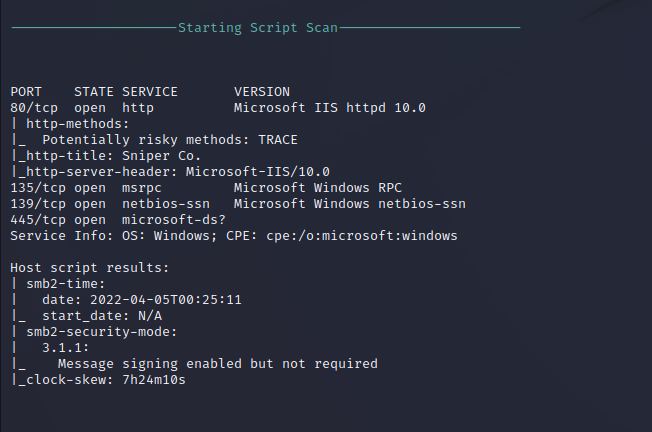 ---------------------Starting Script Scan-----------------------
PORT    STATE SERVICE       VERSION
80/tcp  open  http          Microsoft IIS httpd 10.0
| http-methods:
|_  Potentially risky methods: TRACE
|_http-title: Sniper Co.
|_http-server-header: Microsoft-IIS/10.0
135/tcp open  msrpc         Microsoft Windows RPC
139/tcp open  netbios-ssn   Microsoft Windows netbios-ssn
445/tcp open  microsoft-ds?
Service Info: OS: Windows; CPE: cpe:/o:microsoft:windows
Host script results:
| smb2-time:
|   date: 2022-04-05T00:25:11
|_  start_date: N/A
| smb2-security-mode:
|   3.1.1:
|_    Message signing enabled but not required
|_clock-skew: 7h24m10s